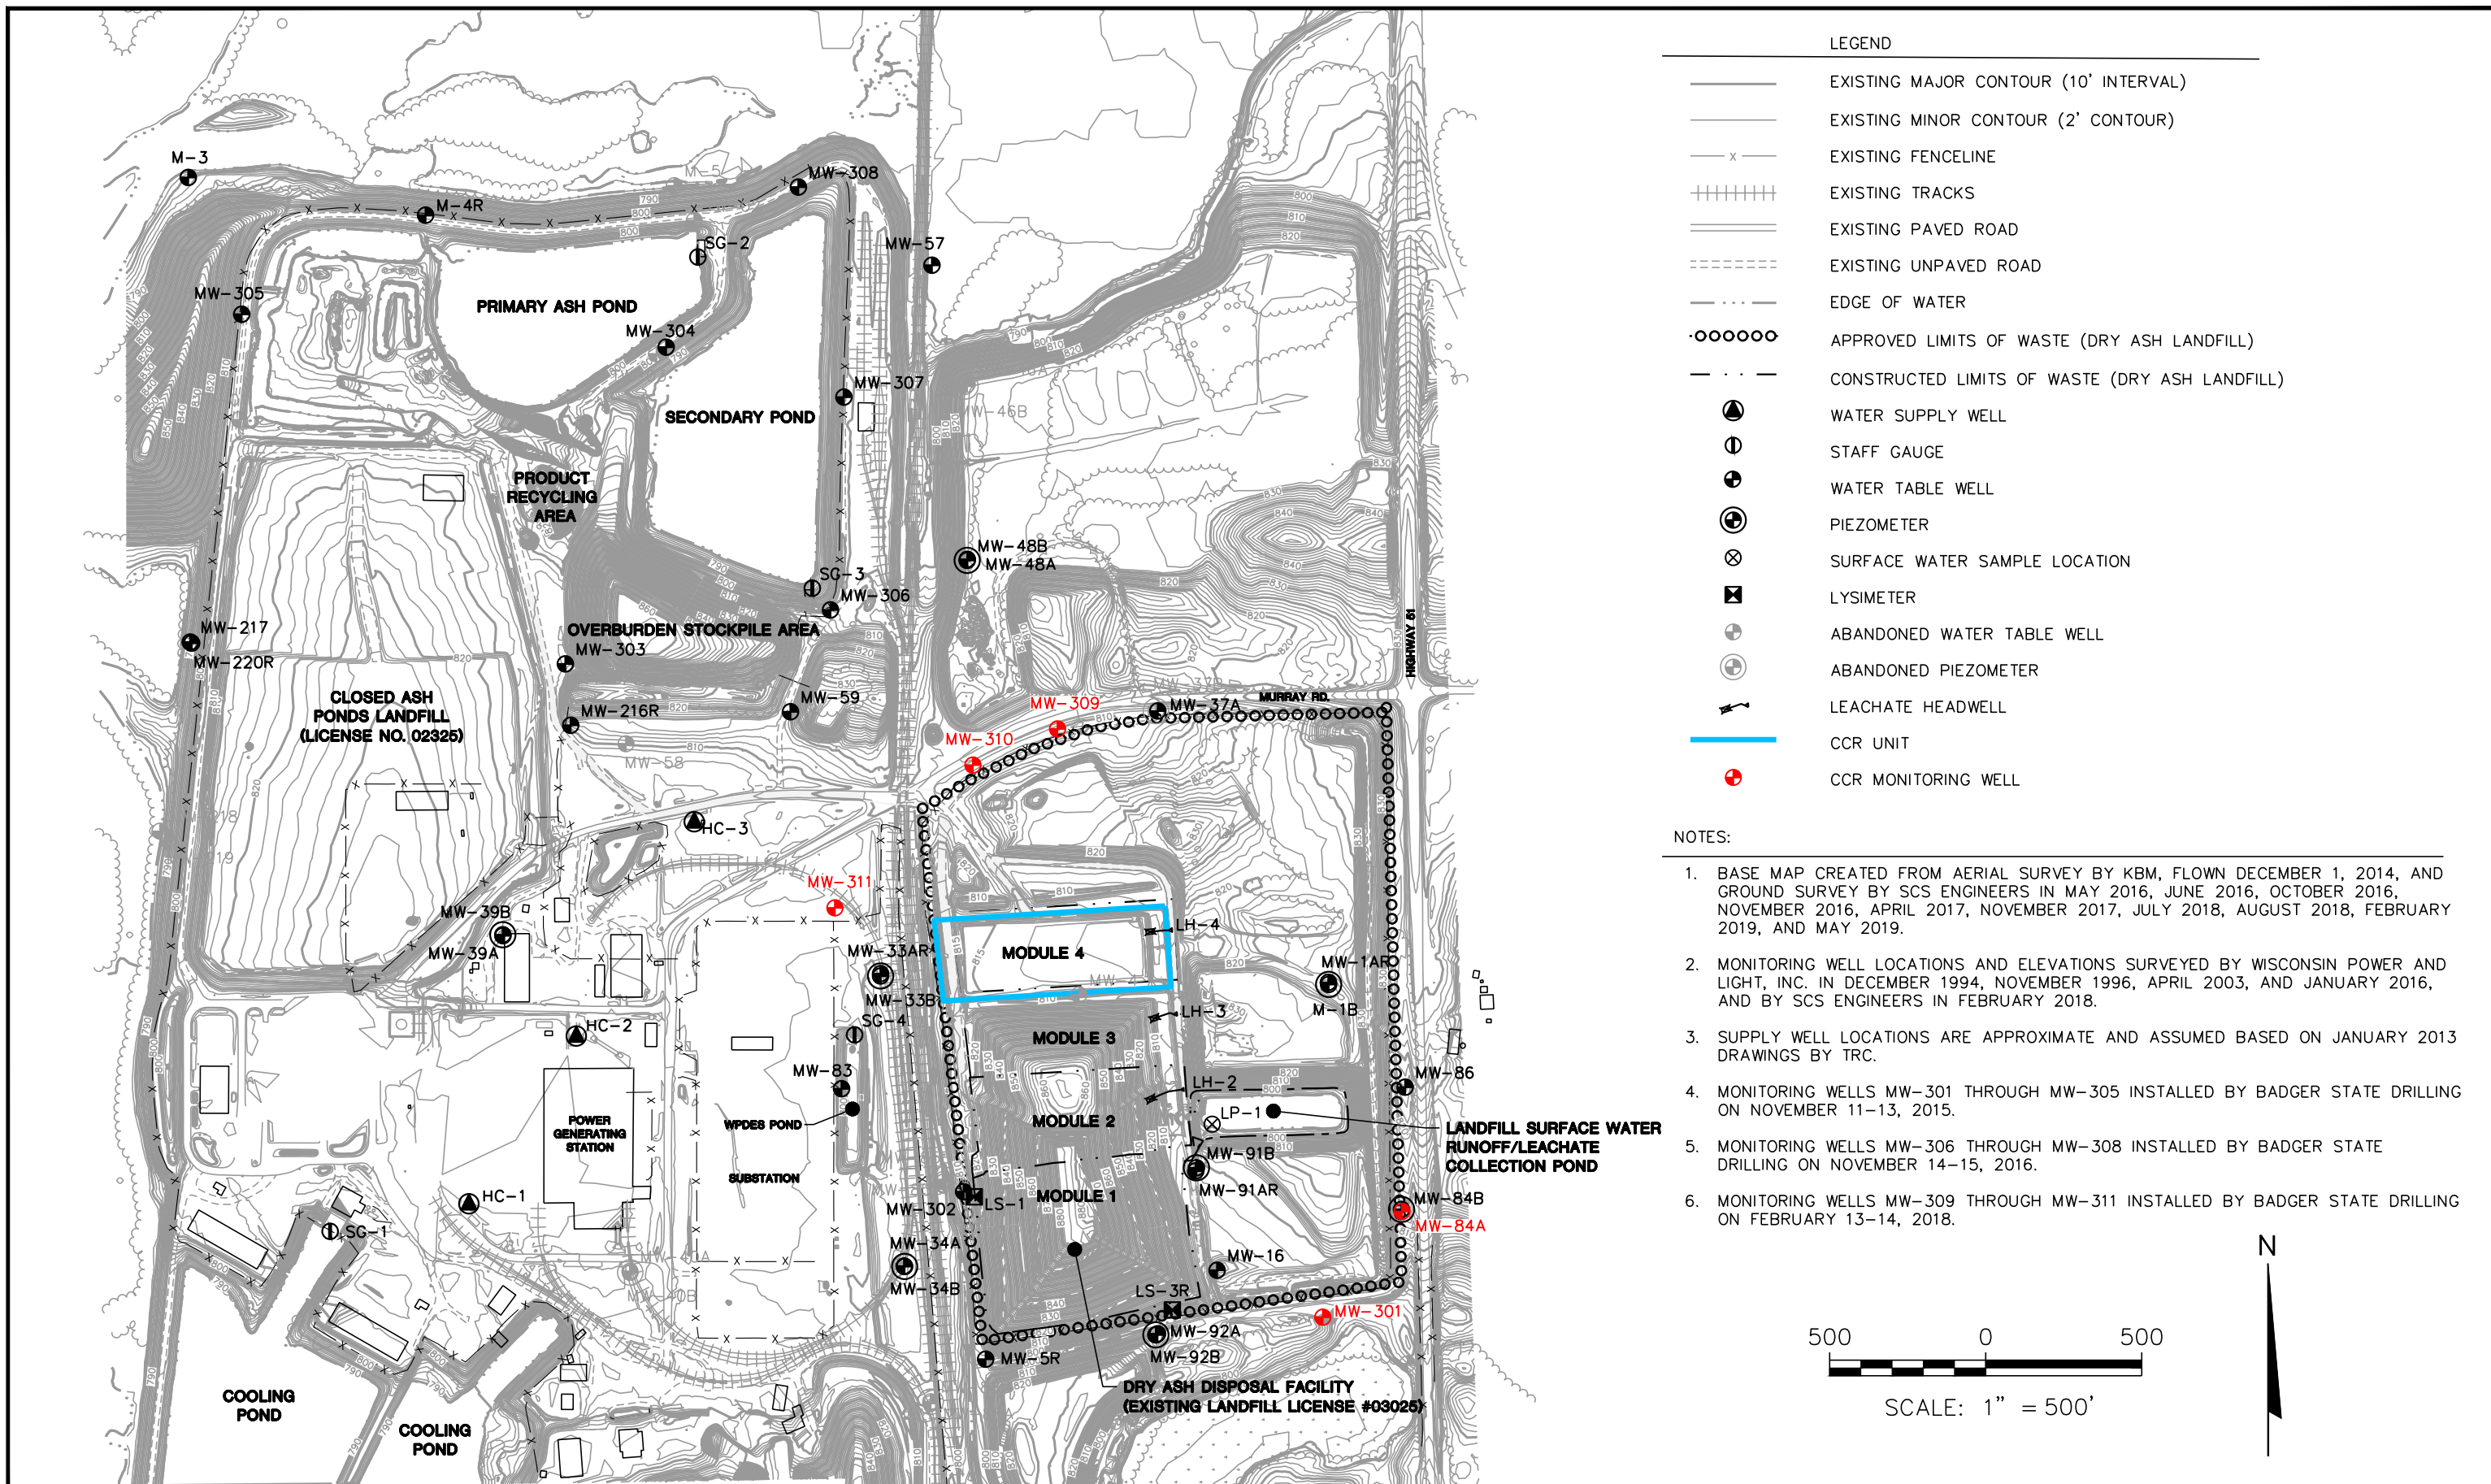 M-3
M-4R
M-5
MW-308
SG-2
MW-57
MW-305
PRIMARY ASH POND
MW-304
MW-307
SECONDARY POND
MW-46B
PRODUCT
RECYCLING
AREA
MW-48B
MW-48A
SG-3
MW-306
OVERBURDEN STOCKPILE AREA
MW-217
MW-220R
MW-303
CLOSED ASH
PONDS LANDFILL
(LICENSE NO. 02325)
MW-216R
MW-59
MW-58
HIGHWAY 51
MURRAY RD.
MW-37B
MW-37A
MW-309
MW-310
HC-3
MW-311
MW-39B
MW-39A
MW-33AR
MW-33B
MODULE 4
LH-4
MW-1AR
M-1B
HC-2
SG-4
LH-3
MODULE 3
MW-83
LH-2
MW-86
LP-1
POWER
GENERATING
STATION
WPDES POND
MODULE 2
LANDFILL SURFACE WATER
RUNOFF/LEACHATE
COLLECTION POND
MW-91B
MW-91AR
SUBSTATION
HC-1
MODULE 1
MW-302
LS-1
MW-84B
MW-84A
SG-1
MW-34A
MW-34B
MW-40B
MW-16
LS-3R
MW-301
MW-92A
MW-92B
MW-5R
COOLING
POND
COOLING
POND
DRY ASH DISPOSAL FACILITY
(EXISTING LANDFILL LICENSE #03025)
LEGEND
EXISTING MAJOR CONTOUR (10' INTERVAL)
EXISTING MINOR CONTOUR (2' CONTOUR)
EXISTING FENCELINE
EXISTING TRACKS
EXISTING PAVED ROAD
EXISTING UNPAVED ROAD
EDGE OF WATER
APPROVED LIMITS OF WASTE (DRY ASH LANDFILL)
CONSTRUCTED LIMITS OF WASTE (DRY ASH LANDFILL)
WATER SUPPLY WELL
STAFF GAUGE
WATER TABLE WELL
PIEZOMETER
SURFACE WATER SAMPLE LOCATION
LYSIMETER
ABANDONED WATER TABLE WELL
ABANDONED PIEZOMETER
LEACHATE HEADWELL
CCR UNIT
CCR MONITORING WELL
NOTES:
1. BASE MAP CREATED FROM AERIAL SURVEY BY KBM, FLOWN DECEMBER 1, 2014, AND
GROUND SURVEY BY SCS ENGINEERS IN MAY 2016, JUNE 2016, OCTOBER 2016,
NOVEMBER 2016, APRIL 2017, NOVEMBER 2017, JULY 2018, AUGUST 2018, FEBRUARY
2019, AND MAY 2019.
2. MONITORING WELL LOCATIONS AND ELEVATIONS SURVEYED BY WISCONSIN POWER AND
LIGHT, INC. IN DECEMBER 1994, NOVEMBER 1996, APRIL 2003, AND JANUARY 2016,
AND BY SCS ENGINEERS IN FEBRUARY 2018.
3. SUPPLY WELL LOCATIONS ARE APPROXIMATE AND ASSUMED BASED ON JANUARY 2013
DRAWINGS BY TRC.
4. MONITORING WELLS MW-301 THROUGH MW-305 INSTALLED BY BADGER STATE DRILLING
ON NOVEMBER 11-13, 2015.
5. MONITORING WELLS MW-306 THROUGH MW-308 INSTALLED BY BADGER STATE
DRILLING ON NOVEMBER 14-15, 2016.
6. MONITORING WELLS MW-309 THROUGH MW-311 INSTALLED BY BADGER STATE DRILLING
ON FEBRUARY 13-14, 2018.
N
500 0 500
SCALE: 1" = 500'